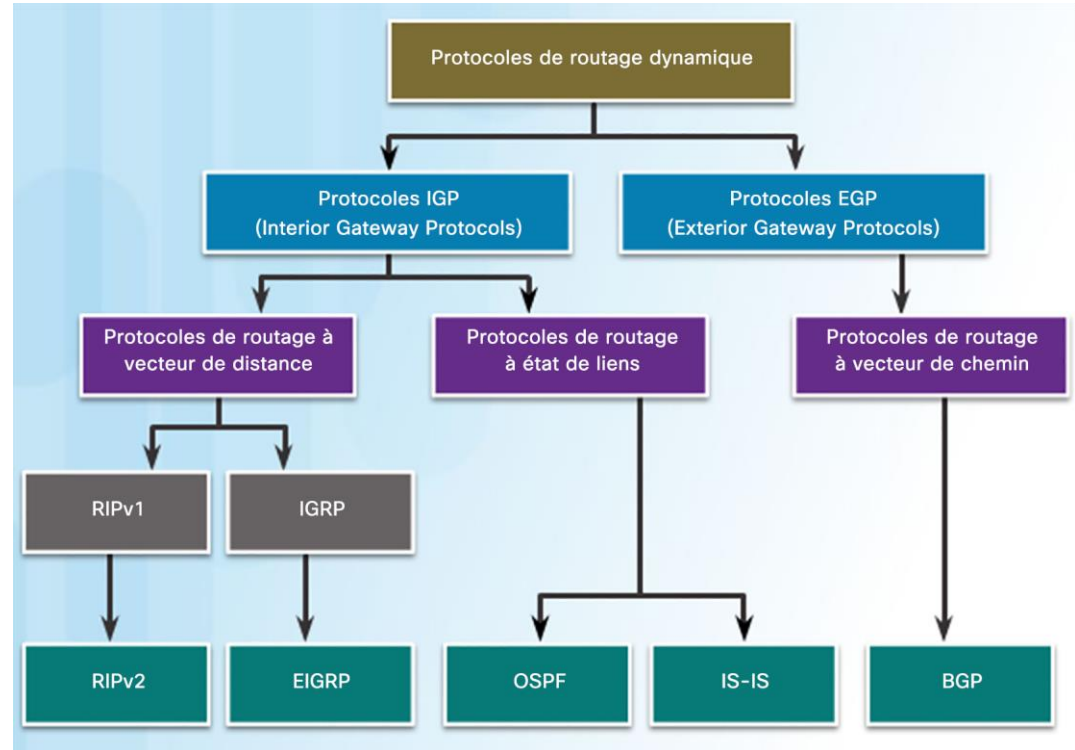 Protocoles de routage dynamique
Protocoles IGP
(Interior Gateway Protocols)
Protocoles EGP
(Exterior Gateway Protocols)
Protocoles de routage à
vecteur de distance
Protocoles de routage
à état de liens
Protocoles de routage
à vecteur de chemin
RIPv1
IGRP
RIPv2
EIGRP
OSPF
IS-IS
BGP